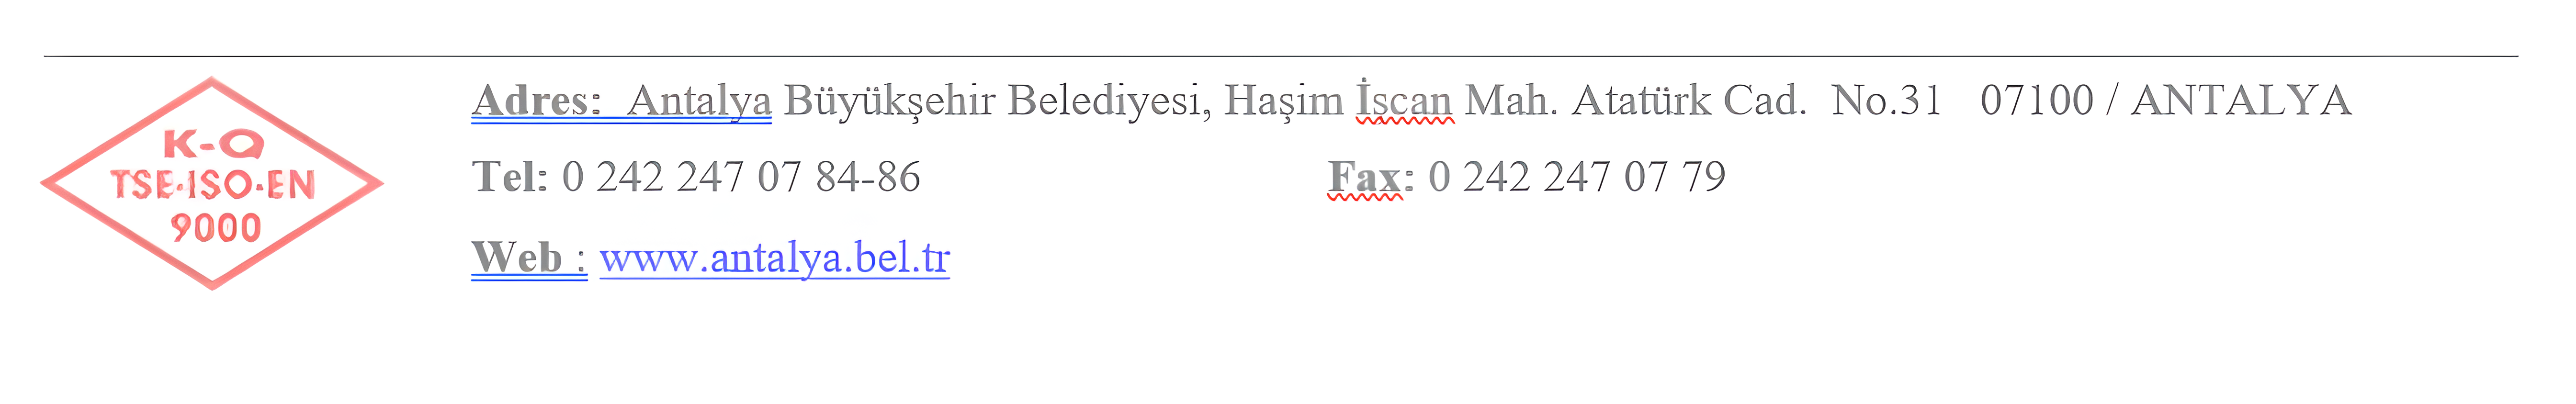 K-Q
TSE-ISO-EN
9000
Adres: Antalya Büyükşehir Belediyesi, Haşim İşcan Mah. Atatürk Cad. No.31 07100 / ANTALYA
Tel: 0 242 247 07 84-86 Fax: 0 242 247 07 79
Web : www.antalya.bel.tr